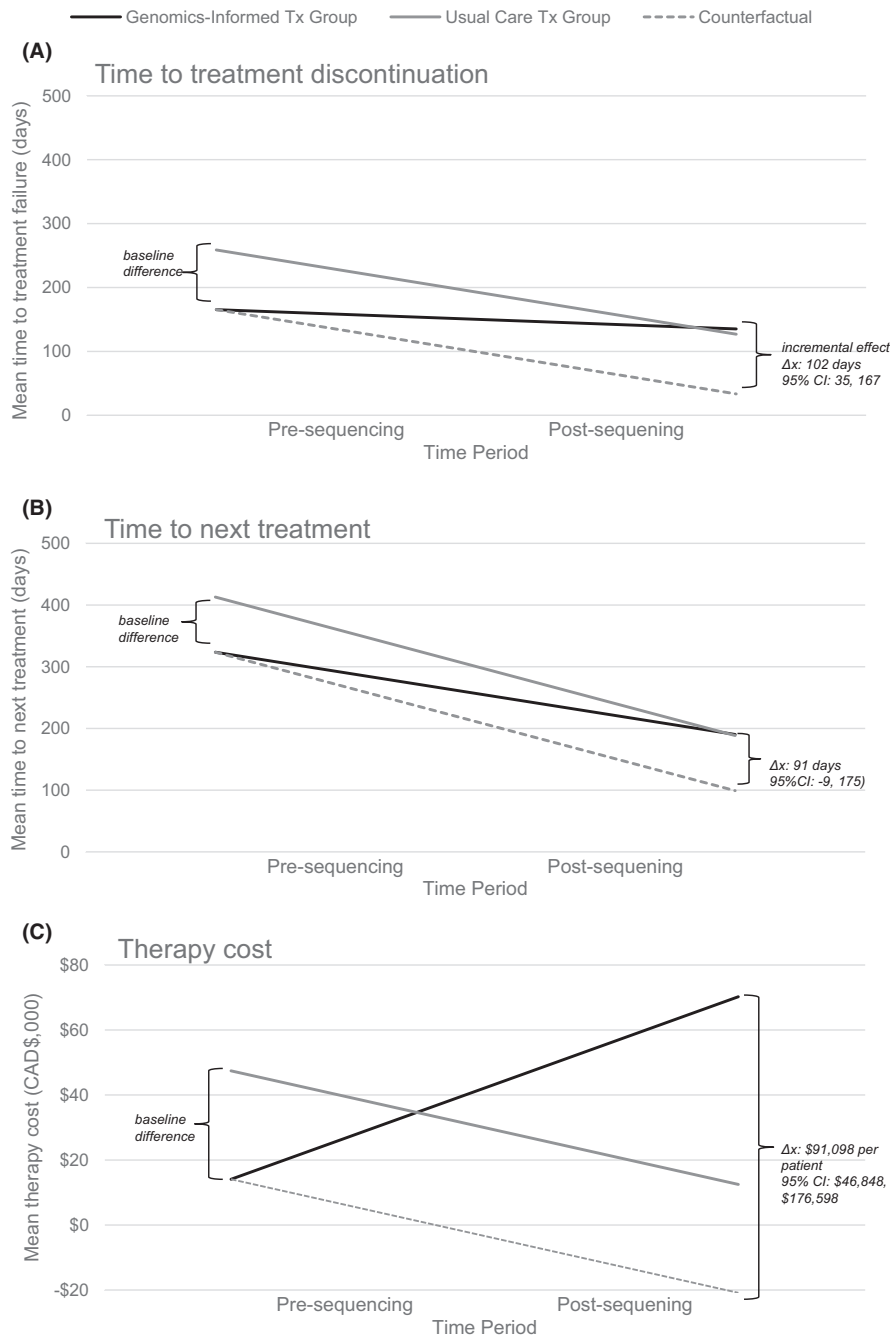 Genomics-Informed Tx Group Usual Care Tx Group Counterfactual
(A)
Time to treatment discontinuation
Mean time to treatment failure (days)
500
400
300
200
100
0
baseline
difference
incremental effect
Δx: 102 days
95% CI: 35, 167
Pre-sequencing Post-sequening
Time Period
(B)
Time to next treatment
Mean time to next treatment (days)
500
400
300
200
100
0
baseline
difference
Δx: 91 days
95%CI: -9, 175)
Pre-sequencing Post-sequening
Time Period
(C)
Therapy cost
Mean therapy cost (CAD$,000)
$80
$60
$40
$20
$0
-$20
baseline
difference
Δx: $91,098 per
patient
95% CI: $46,848,
$176,598
Pre-sequencing Post-sequening
Time Period